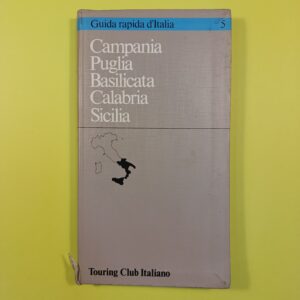 Guida rapida d'Italia 5
Campania
Puglia
Basilicata
Calabria
Sicilia
Touring Club Italiano